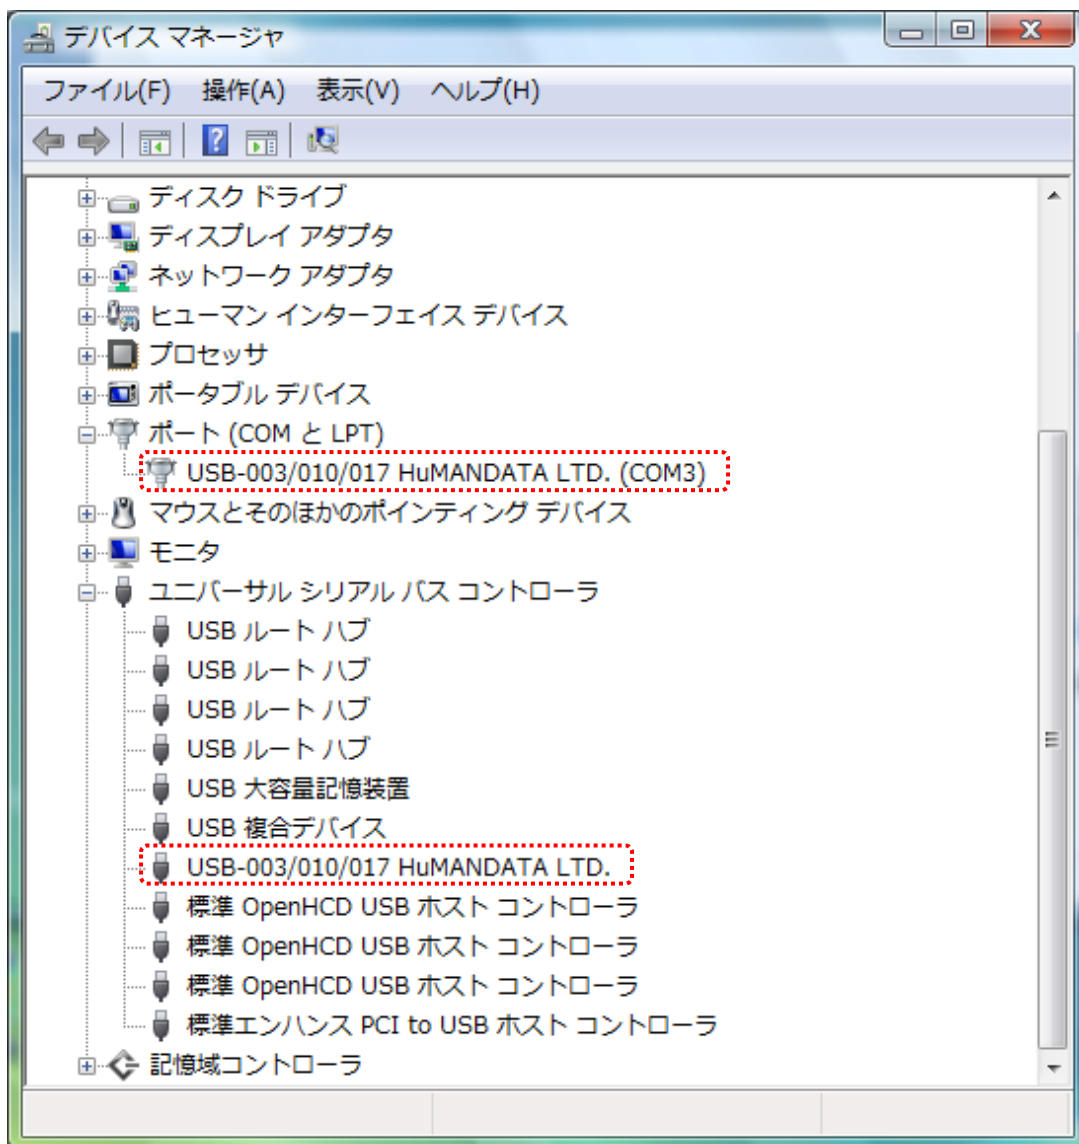 デバイス マネージャ
ファイル(F) 操作(A) 表示(V) ヘルプ(H)
ディスク ドライブ
ディスプレイ アダプタ
ネットワーク アダプタ
ヒューマン インターフェイス デバイス
プロセッサ
ポータブル デバイス
ポート (COM と LPT)
USB-003/010/017 HuMANDATA LTD. (COM3)
マウスとそのほかのポインティング デバイス
モニタ
ユニバーサル シリアル バス コントローラ
USB ルート ハブ
USB ルート ハブ
USB ルート ハブ
USB ルート ハブ
USB 大容量記憶装置
USB 複合デバイス
USB-003/010/017 HuMANDATA LTD.
標準 OpenHCD USB ホスト コントローラ
標準 OpenHCD USB ホスト コントローラ
標準 OpenHCD USB ホスト コントローラ
標準エンハンス PCI to USB ホスト コントローラ
記憶域コントローラ